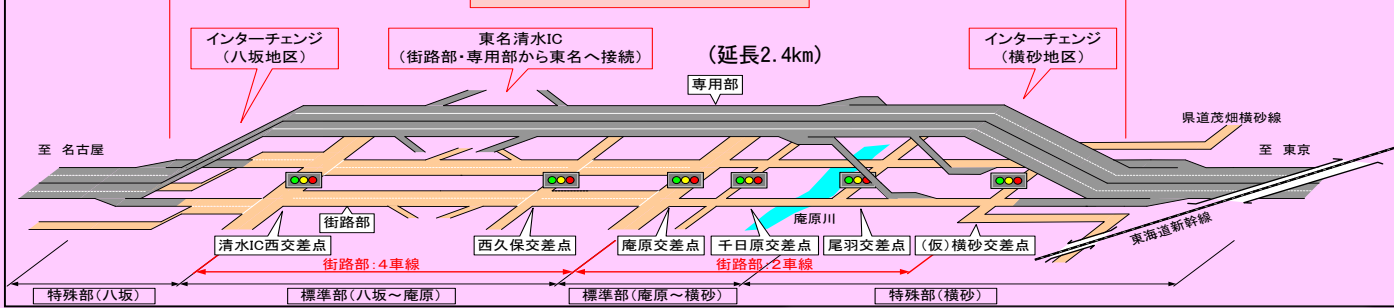 インターチェンジ
(八坂地区)
東名清水IC
(街路部・専用部から東名へ接続)
(延長2.4km)
インターチェンジ
(横砂地区)
専用部
県道茂畑横砂線
至 名古屋
至 東京
街路部
庵原川
東海道新幹線
清水IC西交差点
西久保交差点
庵原交差点
千日原交差点
尾羽交差点
(仮)横砂交差点
街路部:4車線
街路部:2車線
特殊部(八坂)
標準部(八坂～庵原)
標準部(庵原～横砂)
特殊部(横砂)